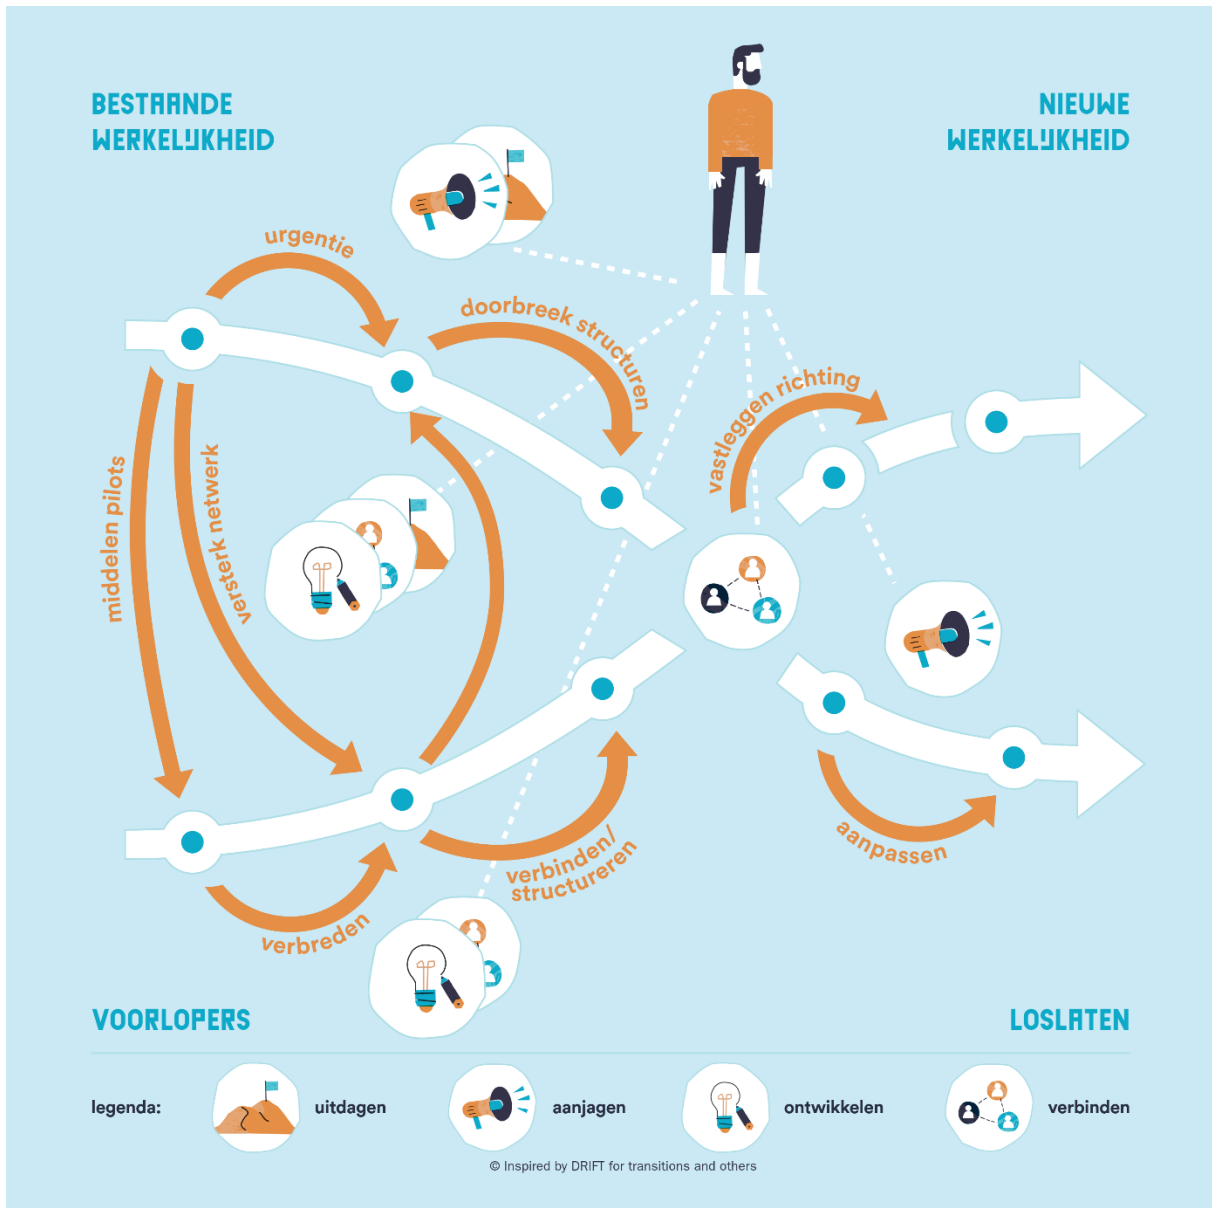 BESTAANDE
WERKELIJKHEID
NIEUWE
WERKELIJKHEID
urgentie
doorbreek structuren
vastleggen richting
middelen pilots
versterk netwerk
verbinden/
structureren
aanpassen
verbreden
VOORLOPERS
LOSLATEN
legenda:
uitdagen
aanjagen
ontwikkelen
verbinden
© Inspired by DRIFT for transitions and others